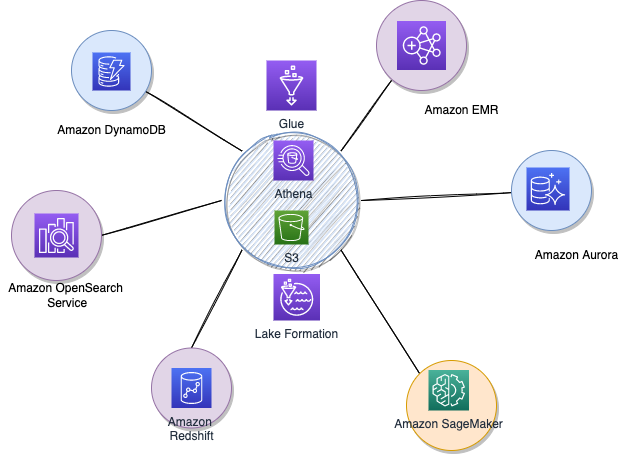 Glue
Amazon EMR
Amazon DynamoDB
Athena
Amazon Aurora
S3
Amazon OpenSearch
Service
Lake Formation
Amazon
Redshift
Amazon SageMaker